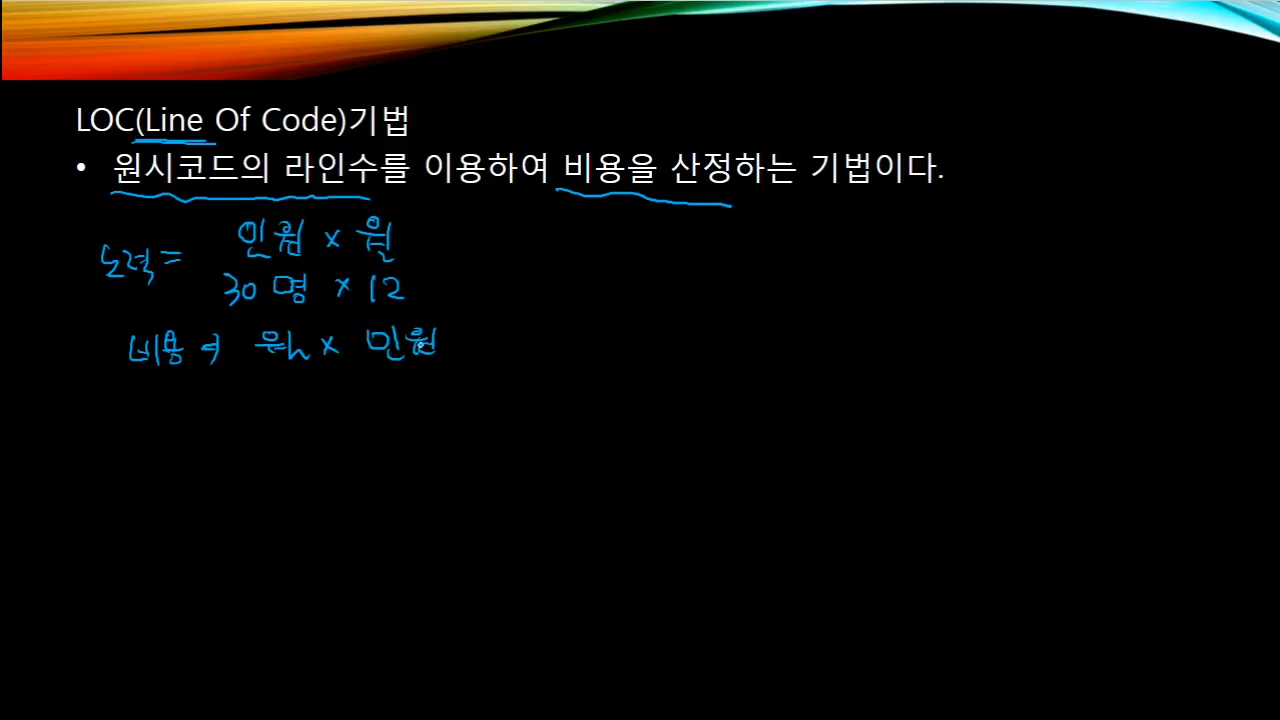 LOC(Line Of Code)기법
• 원시코드의 라인수를 이용하여 비용을 산정하는 기법이다.
노력 = 인원 × 월
30명 × 12
비용 × 인원